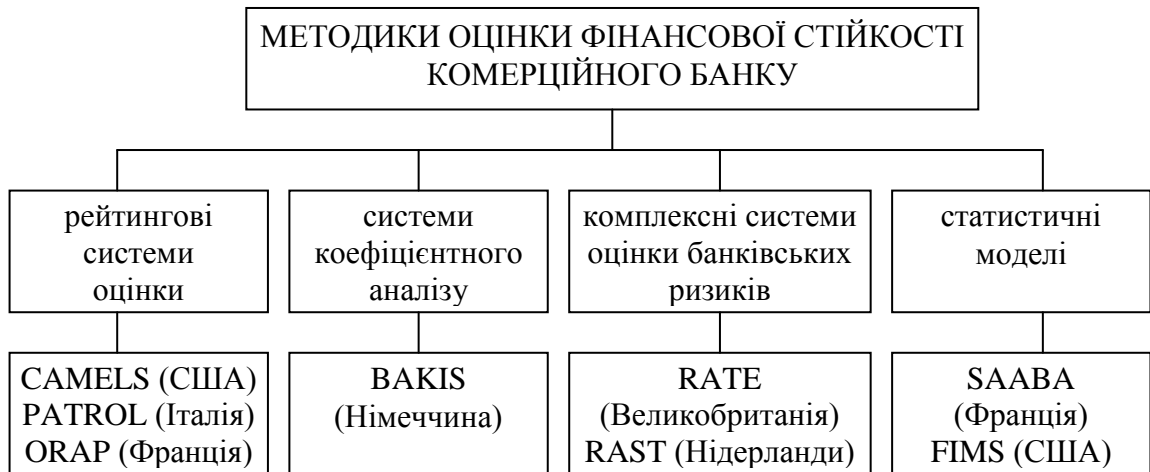 МЕТОДИКИ ОЦІНКИ ФІНАНСОВОЇ СТІЙКОСТІ
КОМЕРЦІЙНОГО БАНКУ
рейтингові
системи
оцінки
системи
коефіцієнтного
аналізу
комплексні системи
оцінки банківських
ризиків
статистичні
моделі
CAMELS (США)
PATROL (Італія)
ORAP (Франція)
BAKIS
(Німеччина)
RATE
(Великобританія)
RAST (Нідерланди)
SAABA
(Франція)
FIMS (США)